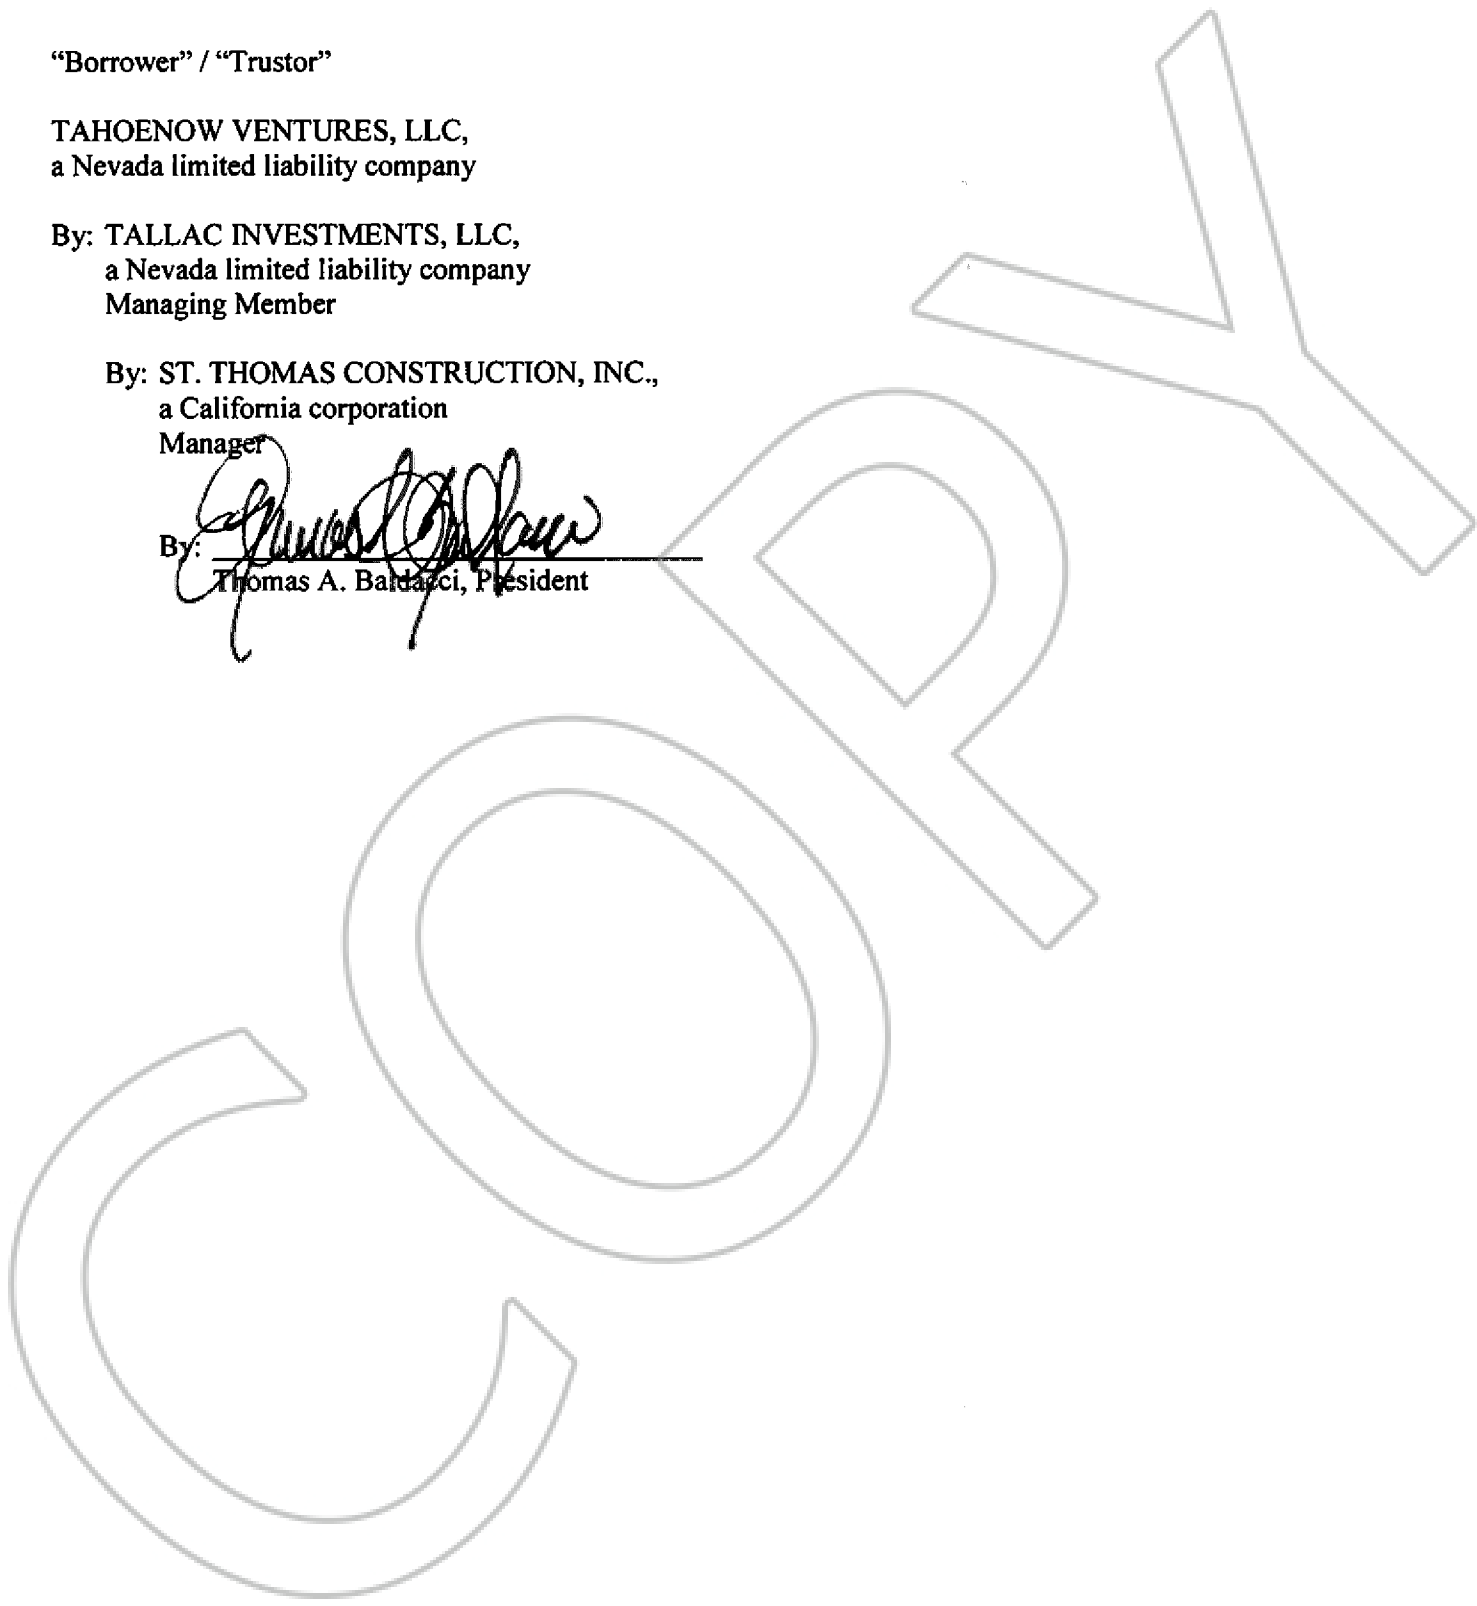 “Borrower” / “Trustor”
TAHOENOW VENTURES, LLC,
a Nevada limited liability company
By: TALLAC INVESTMENTS, LLC,
a Nevada limited liability company
Managing Member
By: ST. THOMAS CONSTRUCTION, INC.,
a California corporation
Manager
By:
Thomas A. Baldacci, President
COPY